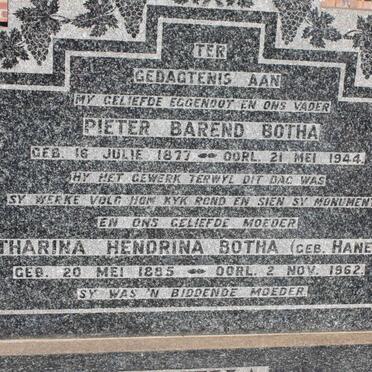 TER
GEDAGTENIS AAN
MY GELIEFDE EGGENOOT EN ONS VADER
PIETER BAREND BOTHA
GEB. 16 JULIE 1877 — OORL. 21 MEI 1944.
HY HET GEWERK TERWYL DIT DAG WAS
SY WERKE VOLG HOM KYK ROND EN SIEN SY MONUMENT
EN ONS GELIEFDE MOEDER
THARINA HENDRINA BOTHA (GEB. HANE
GEB. 20 MEI 1885 — OORL. 2 NOV. 1962.
SY WAS 'N BIDDENDE MOEDER.